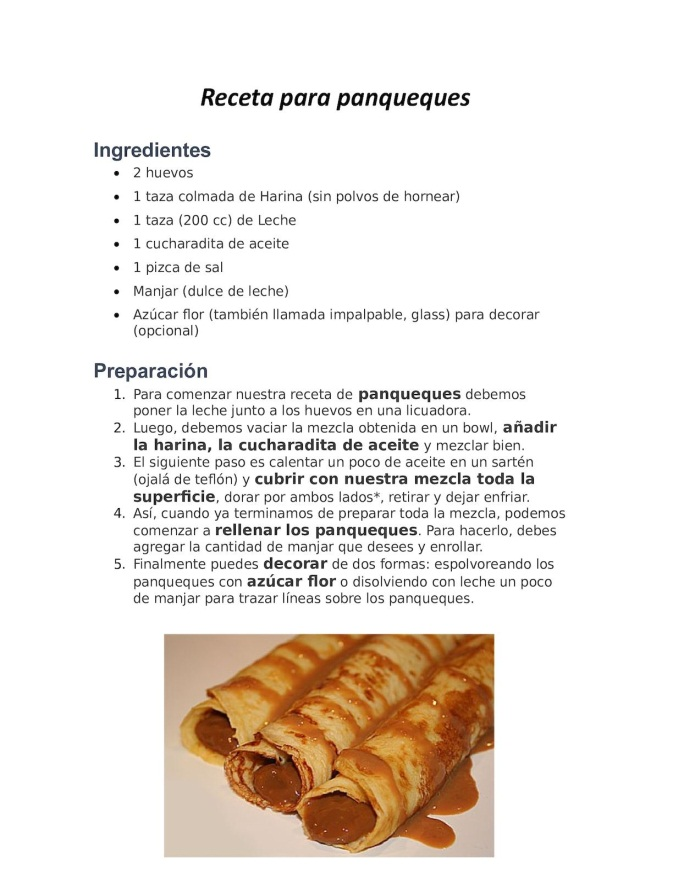 Receta para panqueques
Ingredientes
• 2 huevos
• 1 taza colmada de Harina (sin polvos de hornear)
• 1 taza (200 cc) de Leche
• 1 cucharadita de aceite
• 1 pizca de sal
• Manjar (dulce de leche)
• Azúcar flor (también llamada impalpable, glass) para decorar
(opcional)
Preparación
1. Para comenzar nuestra receta de panqueques debemos
poner la leche junto a los huevos en una licuadora.
2. Luego, debemos vaciar la mezcla obtenida en un bowl, añadir
la harina, la cucharadita de aceite y mezclar bien.
3. El siguiente paso es calentar un poco de aceite en un sartén
(ojalá de teflón) y cubrir con nuestra mezcla toda la
superficie, dorar por ambos lados*, retirar y dejar enfriar.
4. Así, cuando ya terminamos de preparar toda la mezcla, podemos
comenzar a rellenar los panqueques. Para hacerlo, debes
agregar la cantidad de manjar que desees y enrollar.
5. Finalmente puedes decorar de dos formas: espolvoreando los
panqueques con azúcar flor o disolviendo con leche un poco
de manjar para trazar líneas sobre los panqueques.